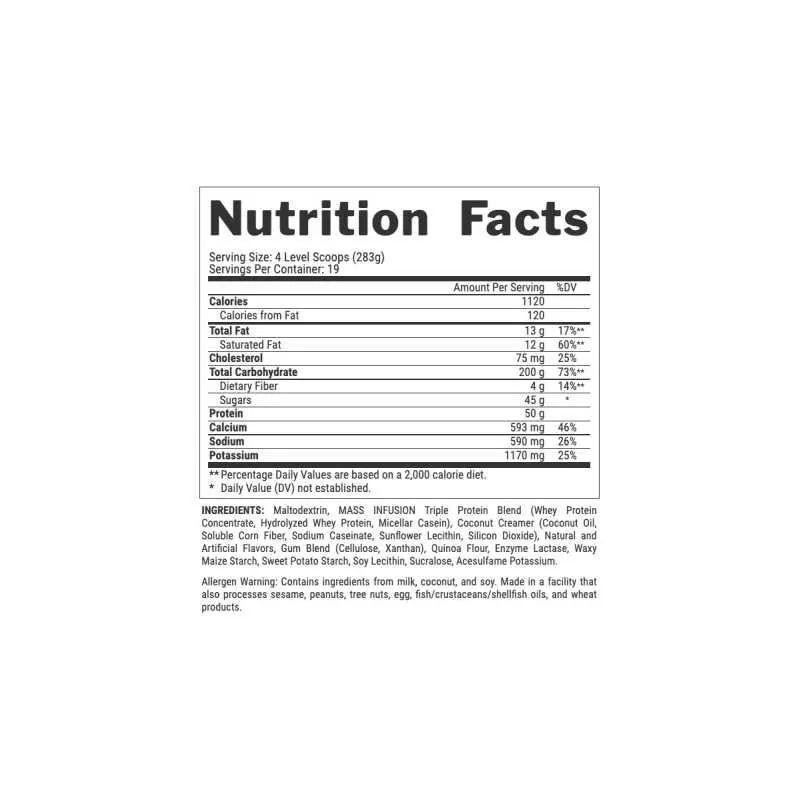 Nutrition Facts
Serving Size: 4 Level Scoops (283g)
Servings Per Container: 19
Amount Per Serving %DV
Calories 1120
Calories from Fat 120
Total Fat 13 g 17%**
Saturated Fat 12 g 60%**
Cholesterol 75 mg 25%
Total Carbohydrate 200 g 73%**
Dietary Fiber 4 g 14%**
Sugars 45 g *
Protein 50 g
Calcium 593 mg 46%
Sodium 590 mg 26%
Potassium 1170 mg 25%
** Percentage Daily Values are based on a 2,000 calorie diet.
* Daily Value (DV) not established.
INGREDIENTS: Maltodextrin, MASS INFUSION Triple Protein Blend (Whey Protein
Concentrate, Hydrolyzed Whey Protein, Micellar Casein), Coconut Creamer (Coconut Oil,
Soluble Corn Fiber, Sodium Caseinate, Sunflower Lecithin, Silicon Dioxide), Natural and
Artificial Flavors, Gum Blend (Cellulose, Xanthan), Quinoa Flour, Enzyme Lactase, Waxy
Maize Starch, Sweet Potato Starch, Soy Lecithin, Sucralose, Acesulfame Potassium.
Allergen Warning: Contains ingredients from milk, coconut, and soy. Made in a facility that
also processes sesame, peanuts, tree nuts, egg, fish/crustaceans/shellfish oils, and wheat
products.